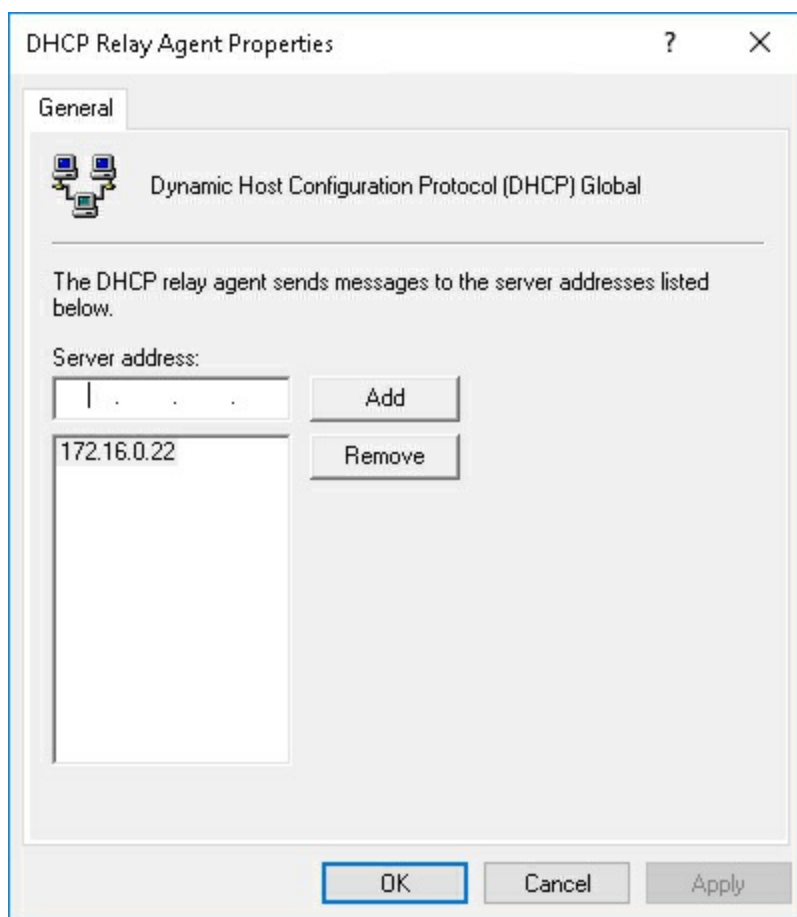 DHCP Relay Agent Properties
?
General
Dynamic Host Configuration Protocol (DHCP) Global
The DHCP relay agent sends messages to the server addresses listed
below.
Server address:
. . .
Add
172.16.0.22
Remove
OK
Cancel
Apply